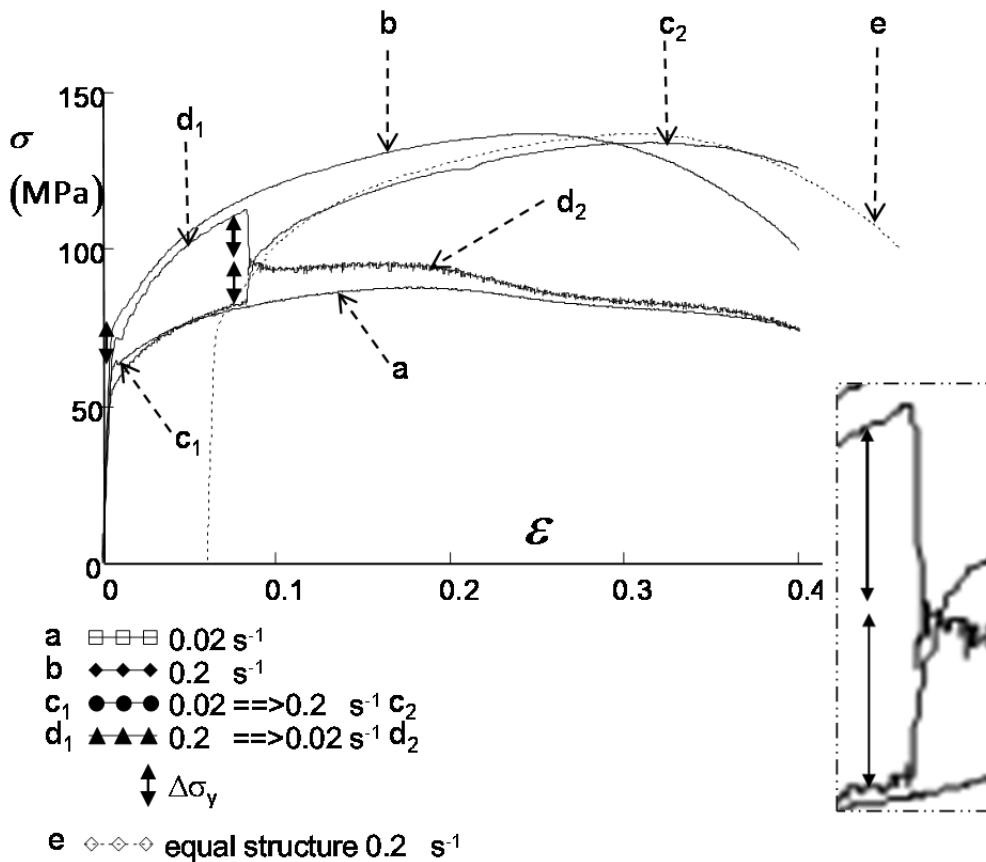 b
c₂
e
150
σ
d₁
(MPa)
100
d₂
a
50
c₁
ε
0
0
0.1
0.2
0.3
0.4
a 0.02 s⁻¹
b 0.2 s⁻¹
c₁ 0.02 ==>0.2 s⁻¹ c₂
d₁ 0.2 ==>0.02 s⁻¹ d₂
Δσ_y
e equal structure 0.2 s⁻¹